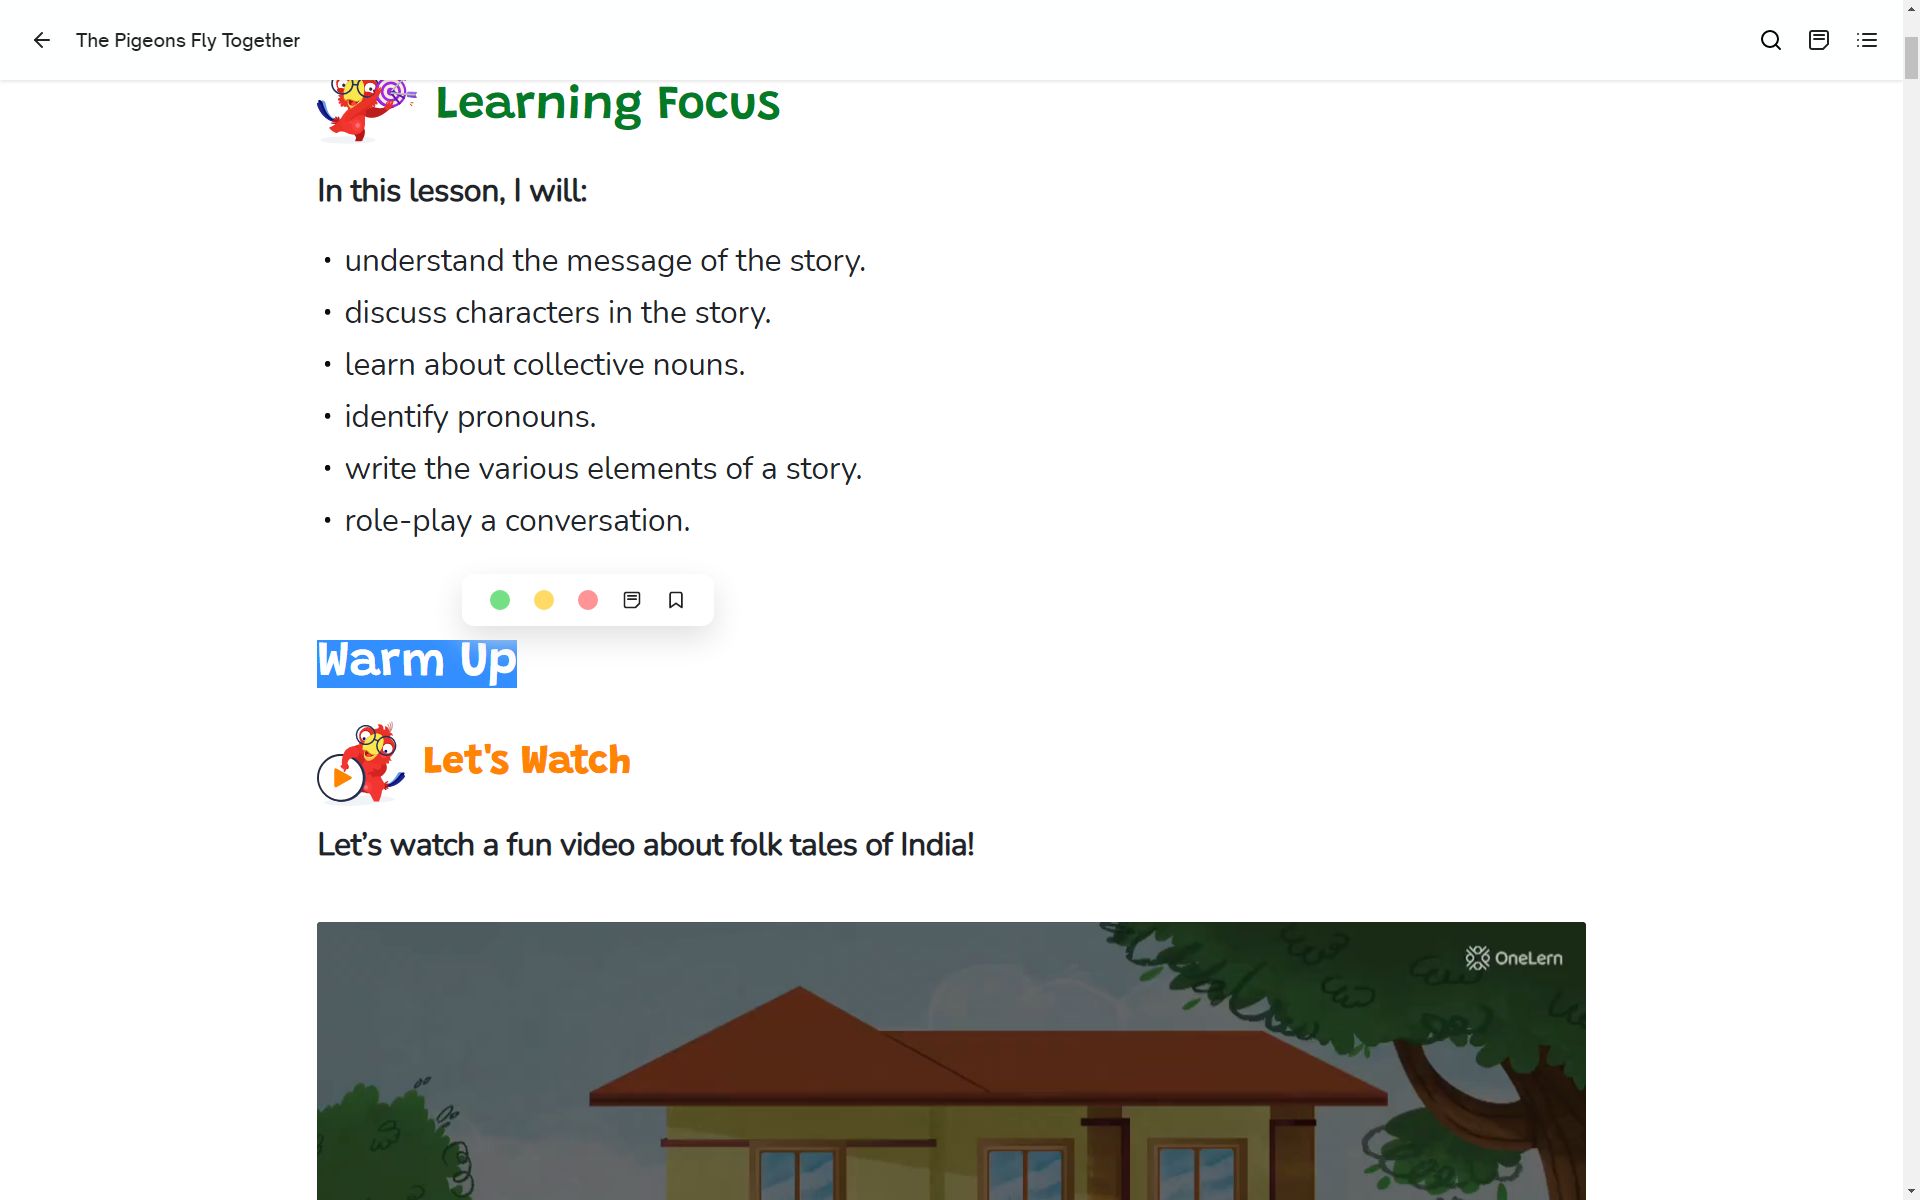 The Pigeons Fly Together
Learning Focus
In this lesson, I will:
• understand the message of the story.
• discuss characters in the story.
• learn about collective nouns.
• identify pronouns.
• write the various elements of a story.
• role-play a conversation.
Warm Up
Let's Watch
Let’s watch a fun video about folk tales of India!
OneLern